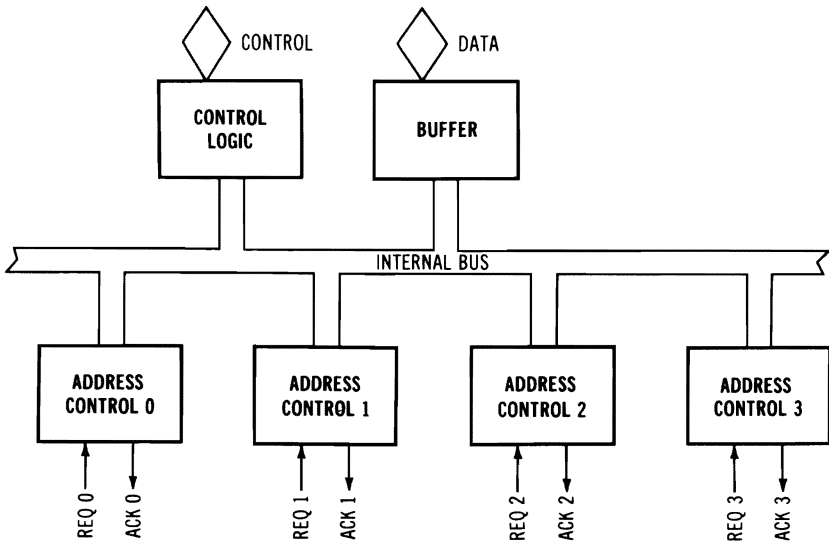 CONTROL
DATA
CONTROL
LOGIC
BUFFER
INTERNAL BUS
ADDRESS
CONTROL 0
ADDRESS
CONTROL 1
ADDRESS
CONTROL 2
ADDRESS
CONTROL 3
REQ 0
ACK 0
REQ 1
ACK 1
REQ 2
ACK 2
REQ 3
ACK 3